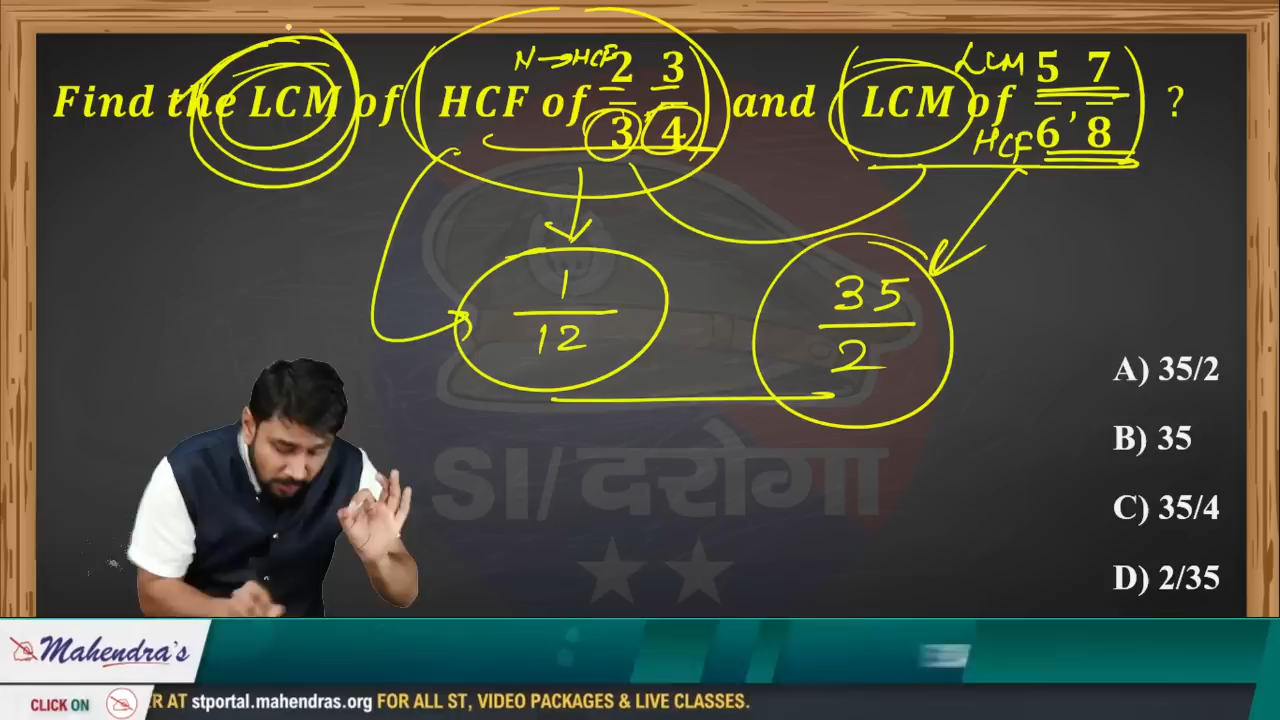 N→HCF
Find the LCM of (HCF of 2/3 3/4) and (LCM of 5/6, 7/8) ?
LCM
HCF
1/12
35/2
A) 35/2
B) 35
C) 35/4
D) 2/35
SI/दरोगा
Mahendra's
CLICK ON
ER AT stportal.mahendras.org FOR ALL ST, VIDEO PACKAGES & LIVE CLASSES.